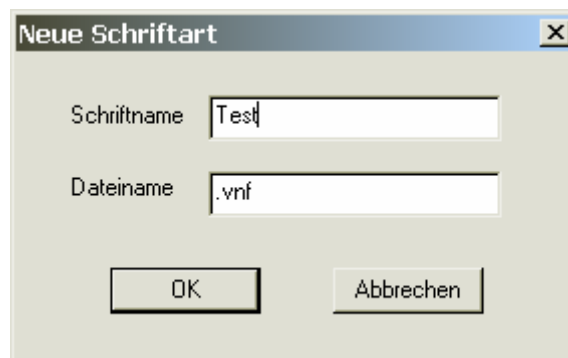 Neue Schriftart
Schriftname Test
Dateiname .vnf
OK Abbrechen